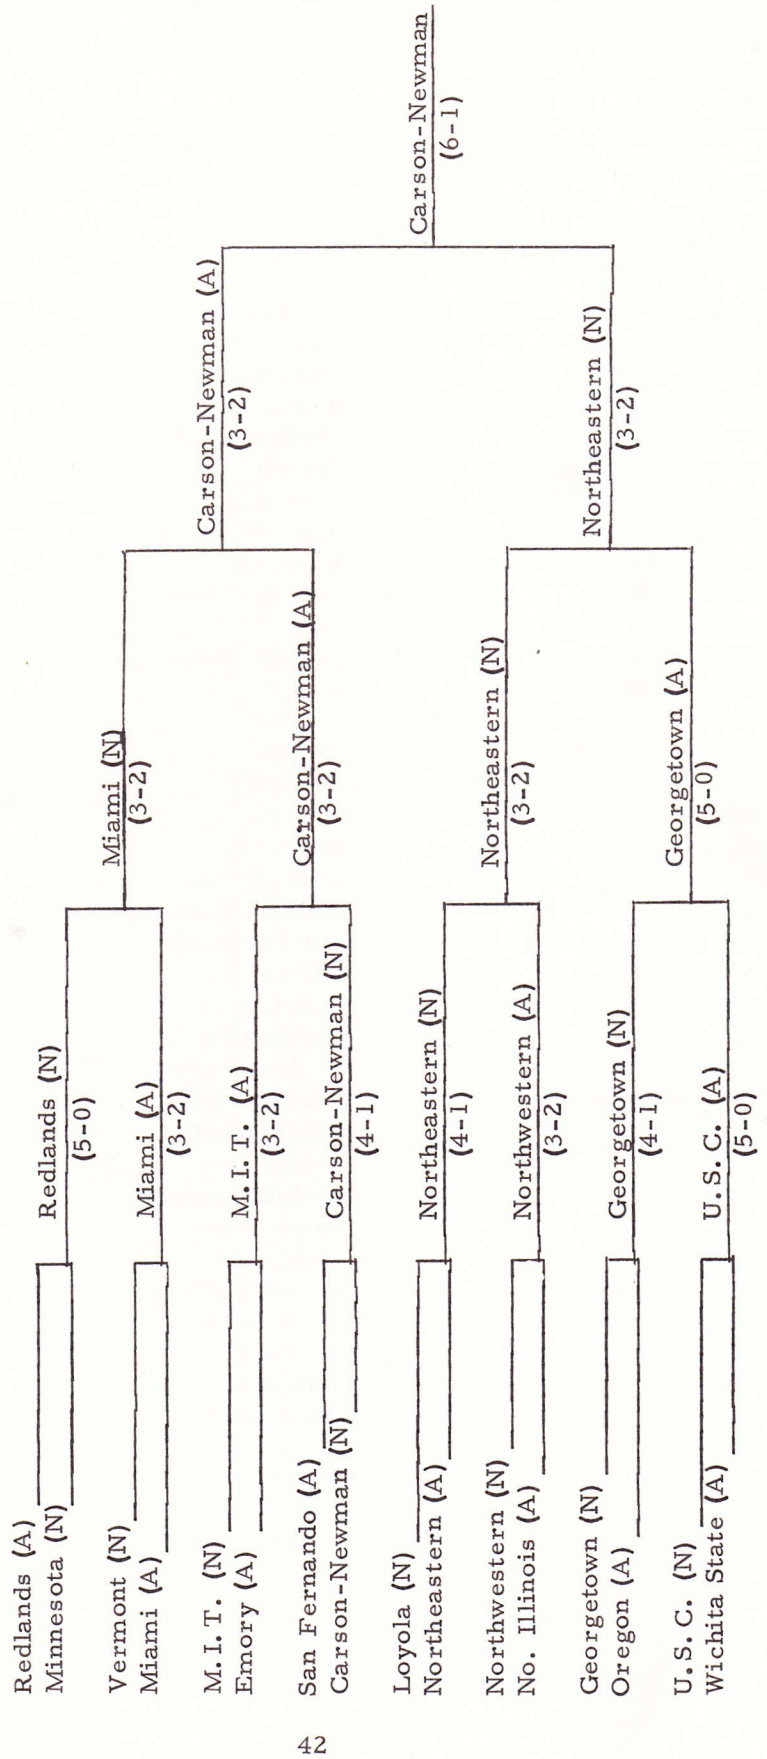 Redlands (A)
Minnesota (N)
Vermont (N)
Miami (A)
M.I.T. (N)
Emory (A)
San Fernando (A)
Carson-Newman (N)
Loyola (N)
Northeastern (A)
Northwestern (N)
No. Illinois (A)
Georgetown (N)
Oregon (A)
U.S.C. (N)
Wichita State (A)
Redlands (N)
(5-0)
Miami (A)
(3-2)
M.I.T. (A)
(3-2)
Carson-Newman (N)
(4-1)
Northeastern (N)
(4-1)
Northwestern (A)
(3-2)
Georgetown (N)
(4-1)
U.S.C. (A)
(5-0)
Miami (N)
(3-2)
Carson-Newman (A)
(3-2)
Northeastern (N)
(3-2)
Georgetown (A)
(5-0)
Carson-Newman (A)
(3-2)
Northeastern (N)
(3-2)
Carson-Newman
(6-1)
42